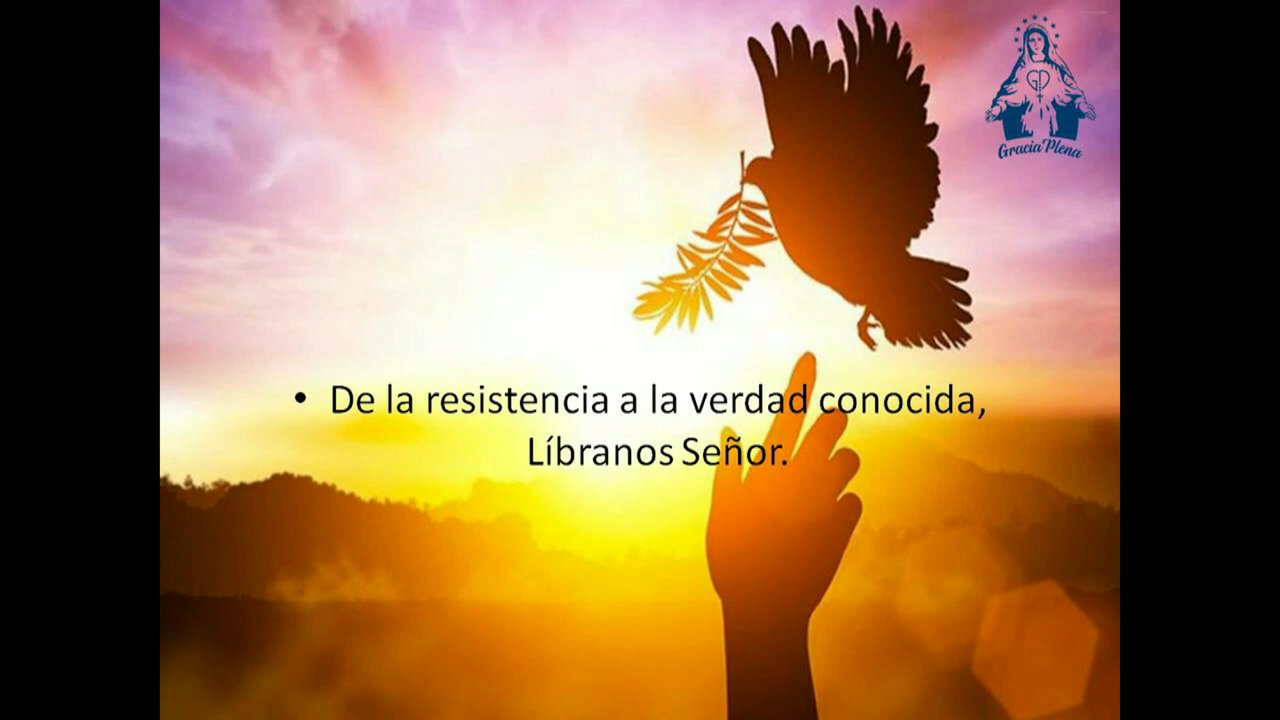 Gracia Plena
• De la resistencia a la verdad conocida,
Líbranos Señor.